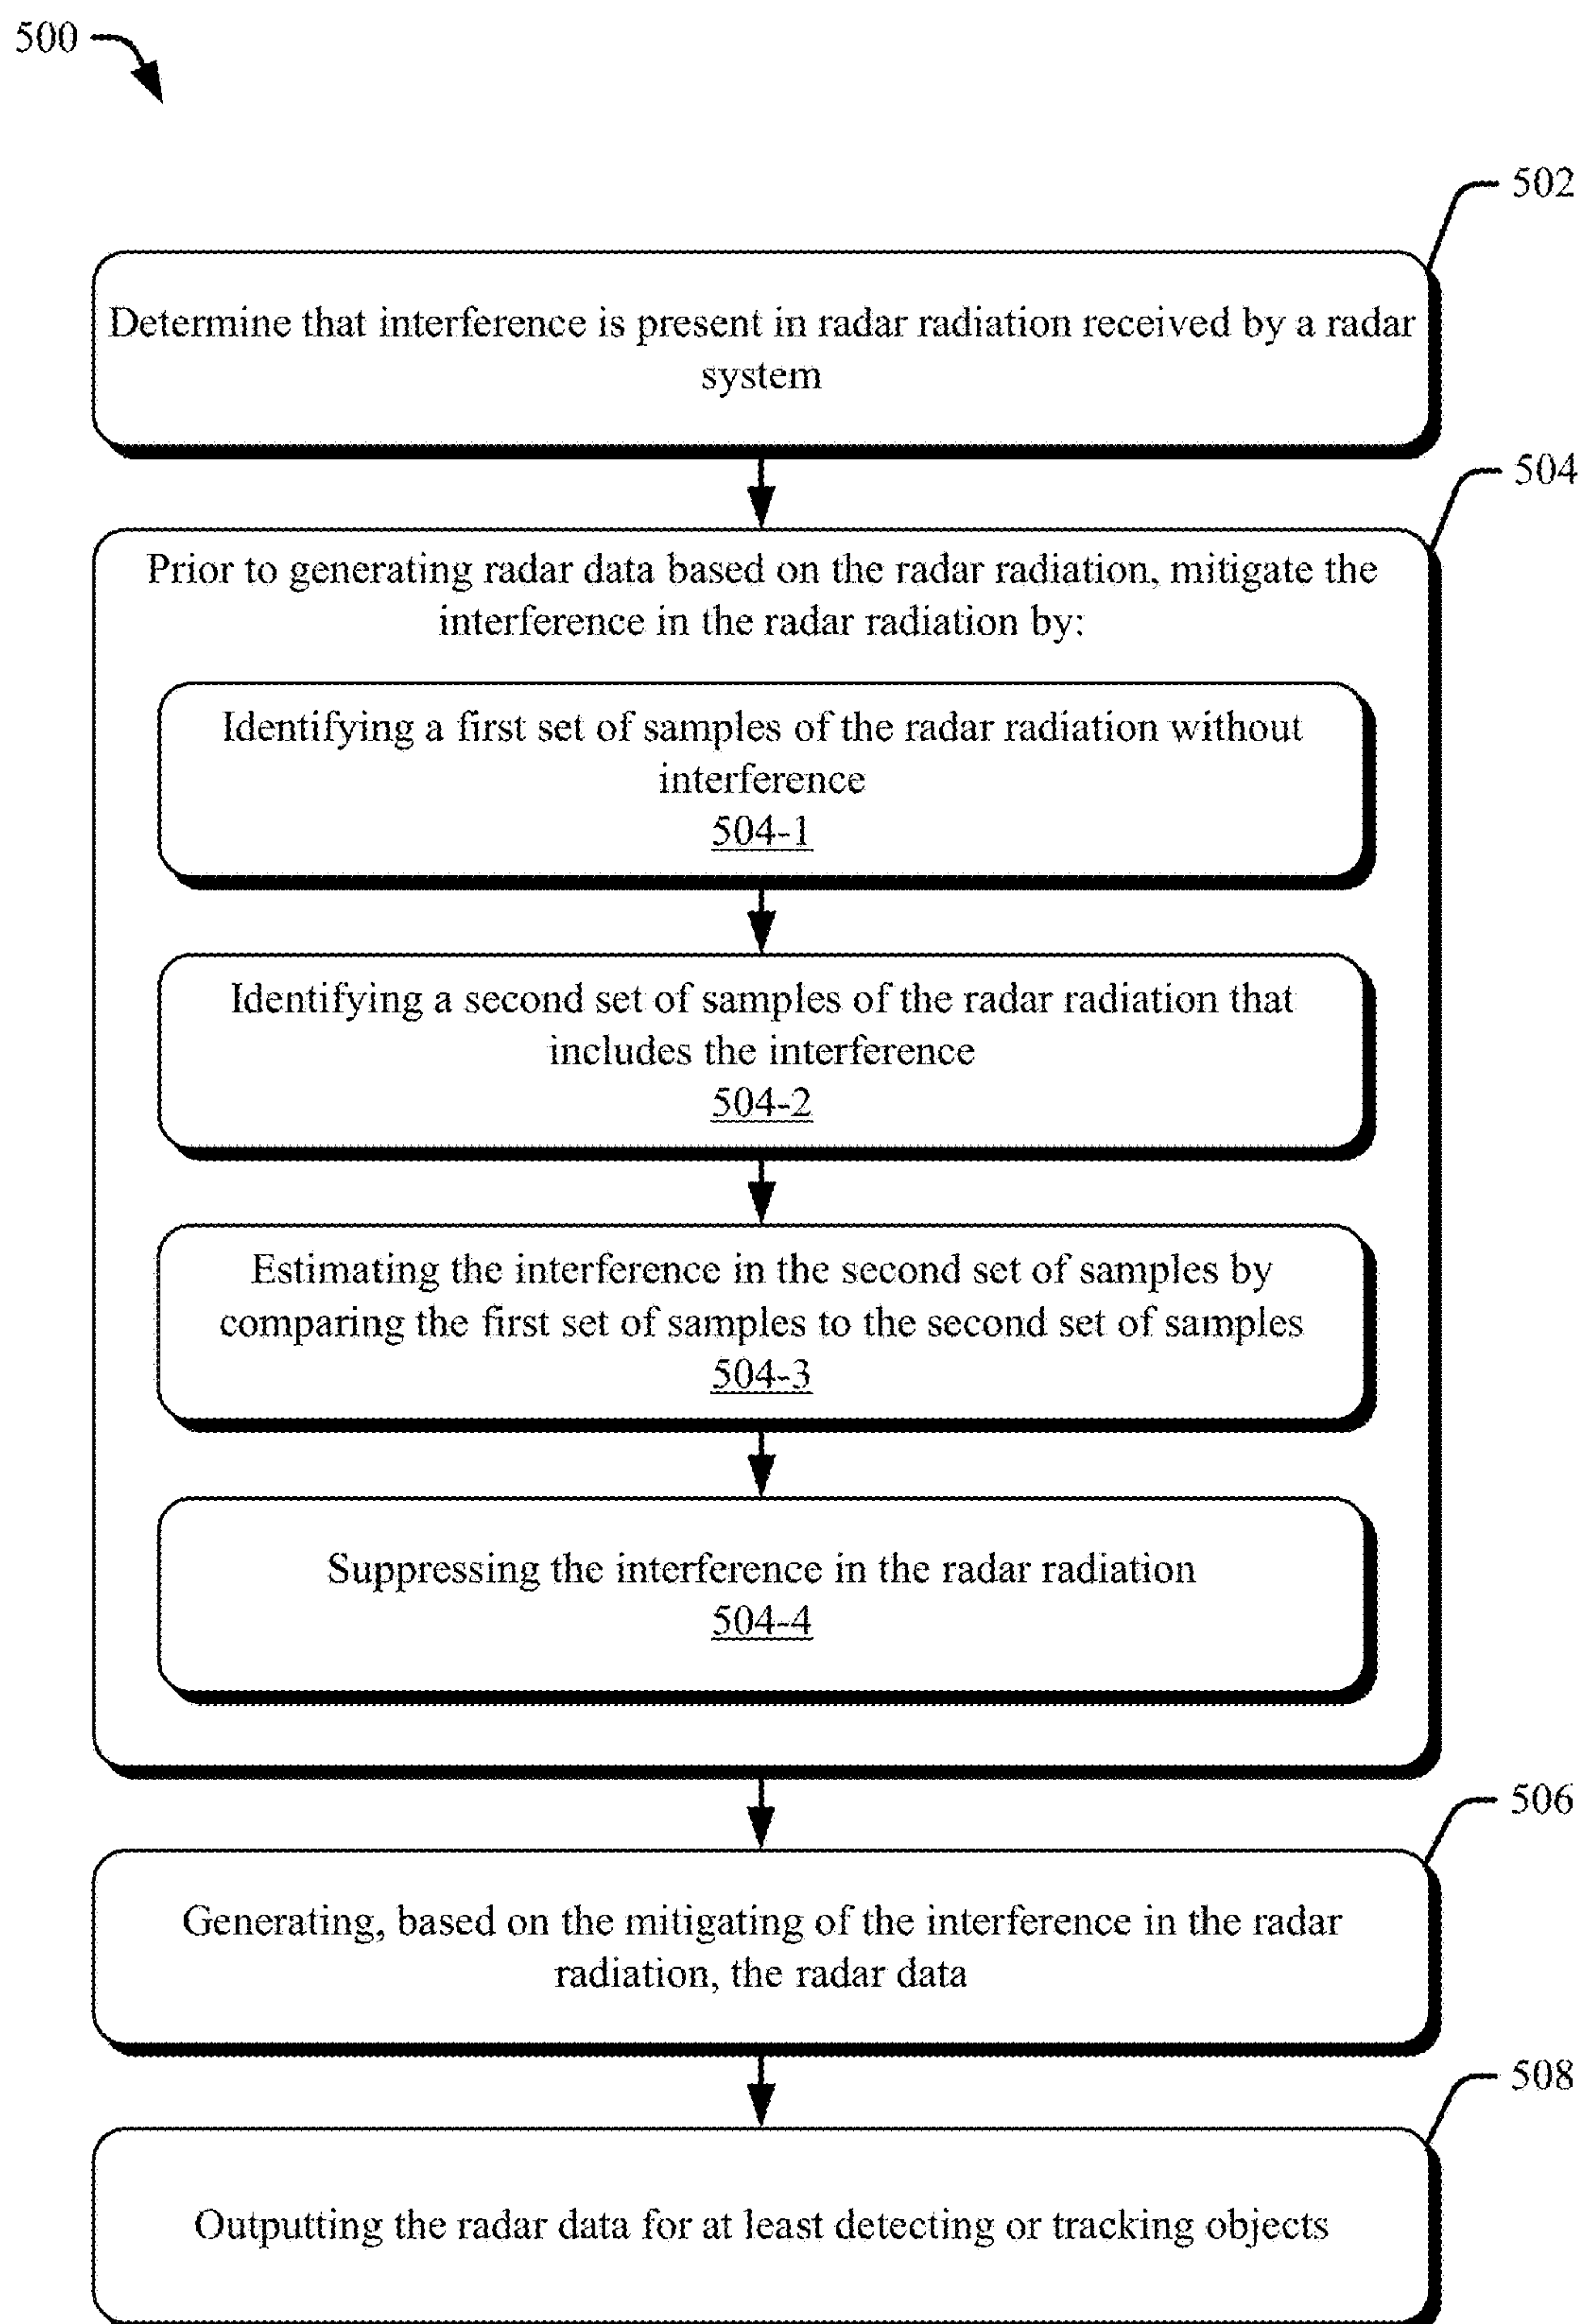 500
502
Determine that interference is present in radar radiation received by a radar
system
504
Prior to generating radar data based on the radar radiation, mitigate the
interference in the radar radiation by:
Identifying a first set of samples of the radar radiation without
interference
504-1
Identifying a second set of samples of the radar radiation that
includes the interference
504-2
Estimating the interference in the second set of samples by
comparing the first set of samples to the second set of samples
504-3
Suppressing the interference in the radar radiation
504-4
506
Generating, based on the mitigating of the interference in the radar
radiation, the radar data
508
Outputting the radar data for at least detecting or tracking objects